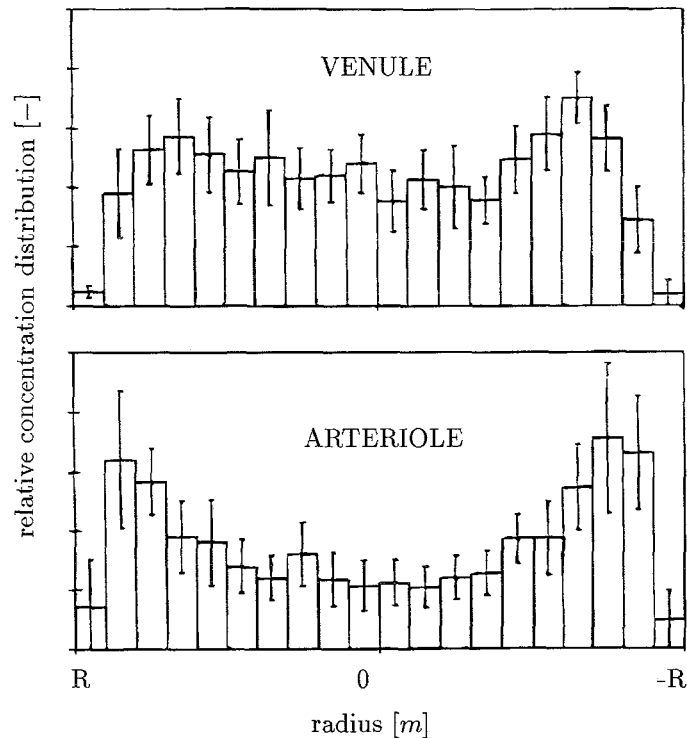 relative concentration distribution [−]
VENULE
ARTERIOLE
R 0 -R
radius [m]